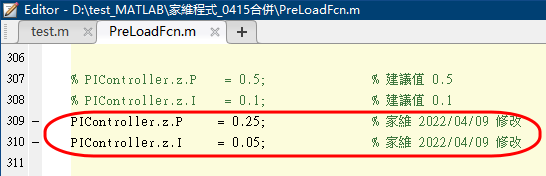 Editor - D:\test_MATLAB\家維程式_0415合併\PreLoadFcn.m
test.m × PreLoadFcn.m × +
306
307 % PIController.z.P = 0.5; % 建議值 0.5
308 % PIController.z.I = 0.1; % 建議值 0.1
309 - PIController.z.P = 0.25; % 家維 2022/04/09 修改
310 - PIController.z.I = 0.05; % 家維 2022/04/09 修改
311